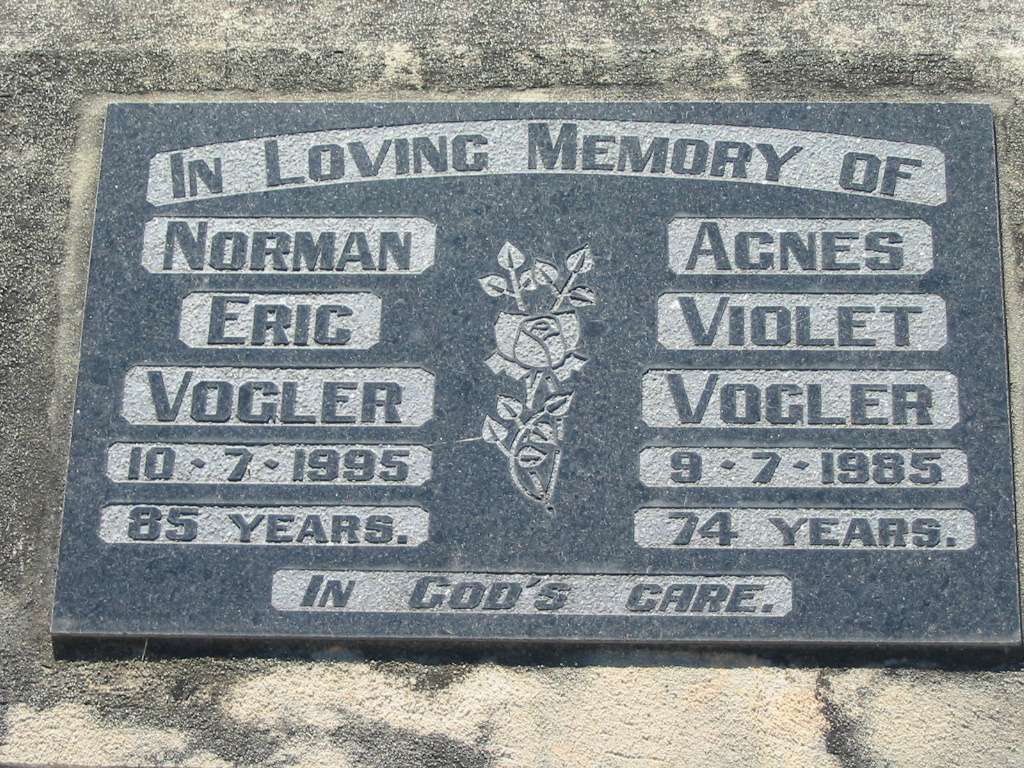 IN LOVING MEMORY OF
NORMAN
ERIC
VOGLER
10 · 7 · 1995
85 YEARS.
AGNES
VIOLET
VOGLER
9 · 7 · 1985
74 YEARS.
IN GOD'S CARE.